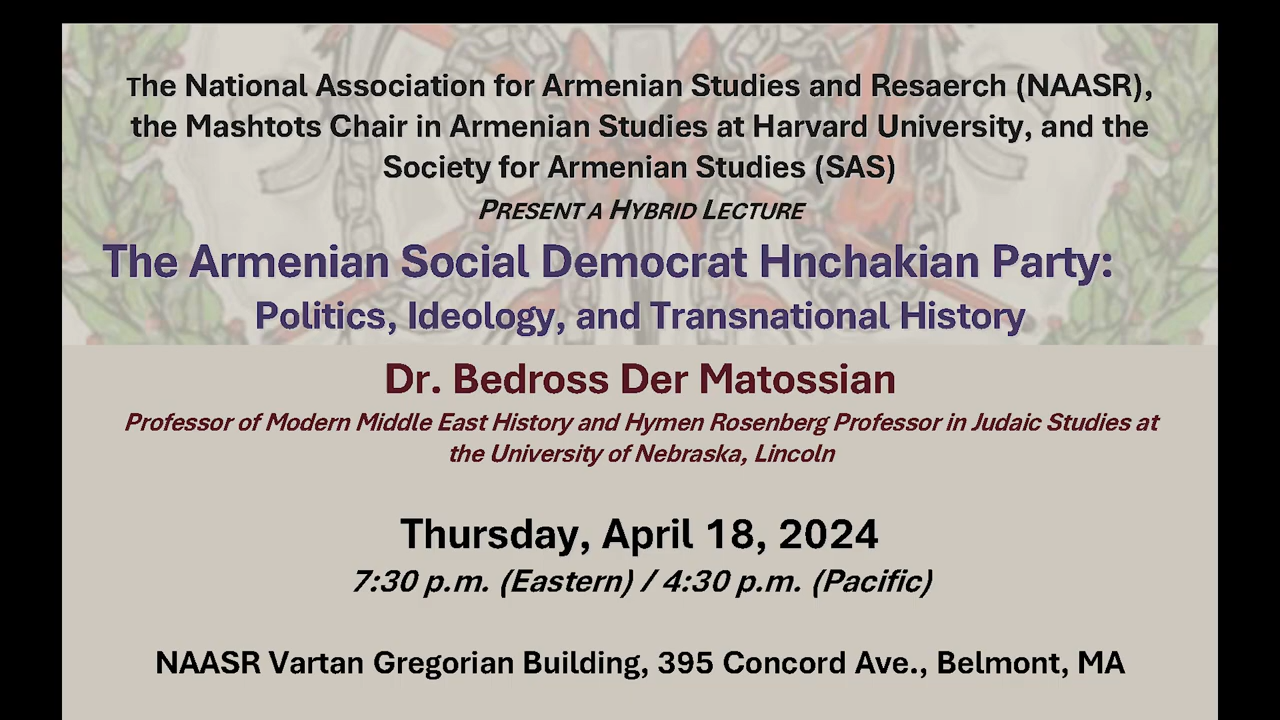 The National Association for Armenian Studies and Resaerch (NAASR),
the Mashtots Chair in Armenian Studies at Harvard University, and the
Society for Armenian Studies (SAS)
PRESENT A HYBRID LECTURE
The Armenian Social Democrat Hnchakian Party:
Politics, Ideology, and Transnational History
Dr. Bedross Der Matossian
Professor of Modern Middle East History and Hymen Rosenberg Professor in Judaic Studies at
the University of Nebraska, Lincoln
Thursday, April 18, 2024
7:30 p.m. (Eastern) / 4:30 p.m. (Pacific)
NAASR Vartan Gregorian Building, 395 Concord Ave., Belmont, MA